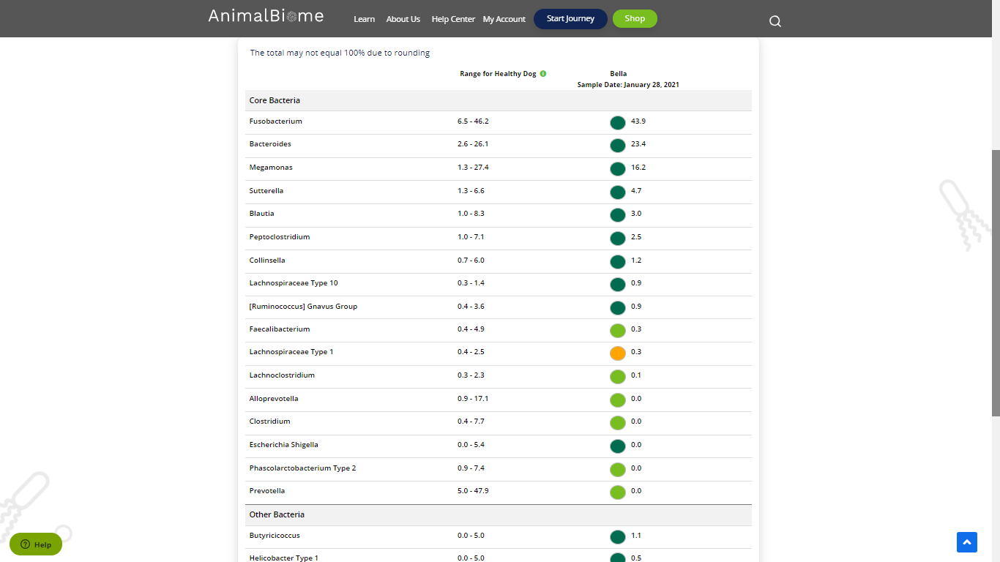 AnimalBiome
Learn About Us Help Center My Account Start Journey Shop
The total may not equal 100% due to rounding
Range for Healthy Dog Bella
Sample Date: January 28, 2021
Core Bacteria
Fusobacterium 6.5 - 46.2 43.9
Bacteroides 2.6 - 26.1 23.4
Megamonas 1.3 - 27.4 16.2
Sutterella 1.3 - 6.6 4.7
Blautia 1.0 - 8.3 3.0
Peptoclostridium 1.0 - 7.1 2.5
Collinsella 0.7 - 6.0 1.2
Lachnospiraceae Type 10 0.3 - 1.4 0.9
[Ruminococcus] Gnavus Group 0.4 - 3.6 0.9
Faecalibacterium 0.4 - 4.9 0.3
Lachnospiraceae Type 1 0.4 - 2.5 0.3
Lachnoclostridium 0.3 - 2.3 0.1
Alloprevotella 0.9 - 17.1 0.0
Clostridium 0.4 - 7.7 0.0
Escherichia Shigella 0.0 - 5.4 0.0
Phascolarctobacterium Type 2 0.9 - 7.4 0.0
Prevotella 5.0 - 47.9 0.0
Other Bacteria
Butyricicoccus 0.0 - 5.0 1.1
Helicobacter Type 1 0.0 - 5.0 0.5
Help